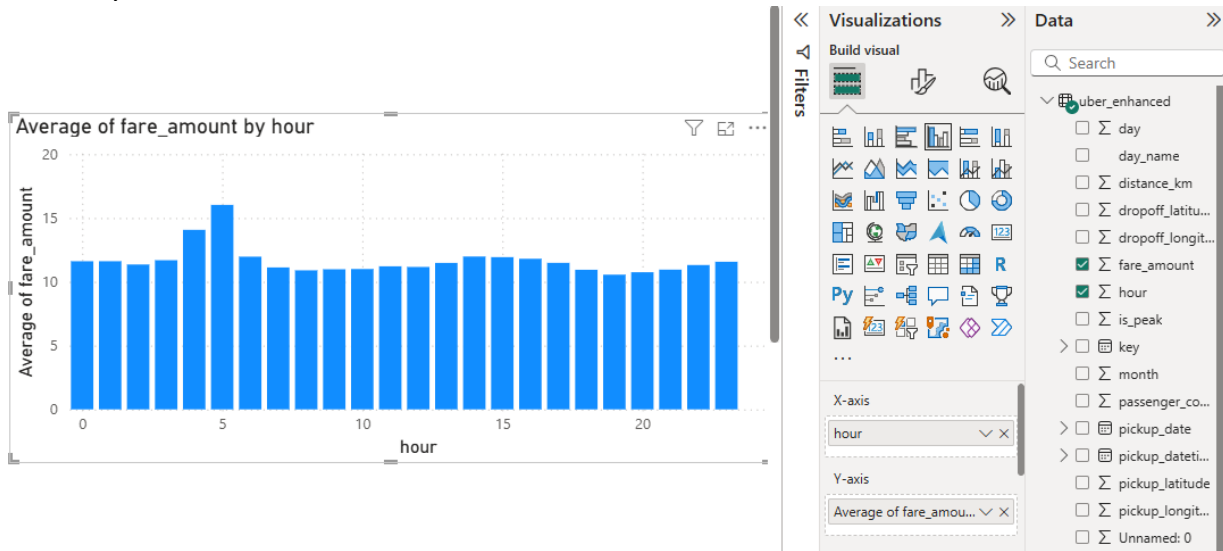 Average of fare_amount by hour
20
15
10
5
0
Average of fare_amount
0 5 10 15 20
hour
Filters
Visualizations
Build visual
123
R
Py
123
...
X-axis
hour
Y-axis
Average of fare_amou...
Data
Search
uber_enhanced
∑ day
day_name
∑ distance_km
∑ dropoff_latitu...
∑ dropoff_longit...
∑ fare_amount
∑ hour
∑ is_peak
key
∑ month
∑ passenger_co...
pickup_date
pickup_dateti...
∑ pickup_latitude
∑ pickup_longit...
∑ Unnamed: 0